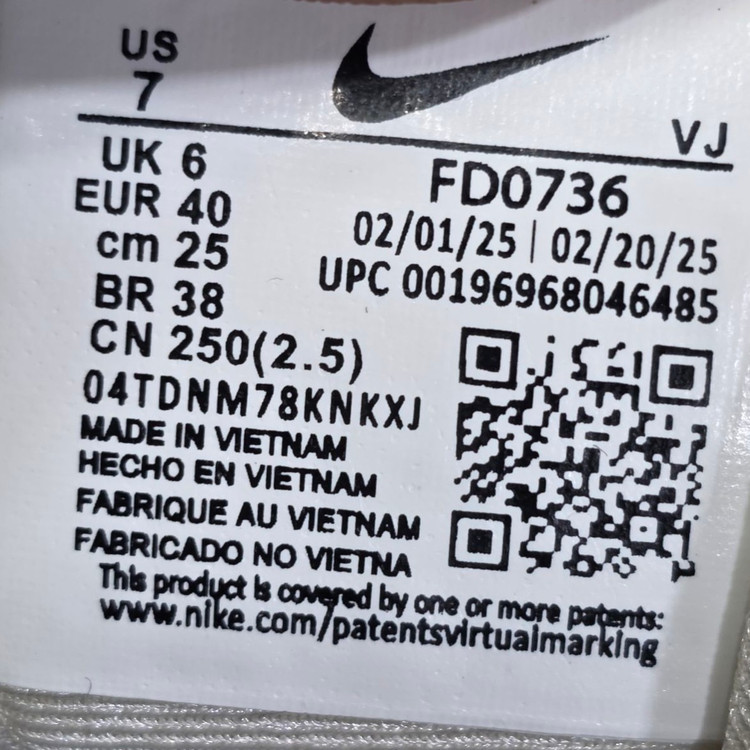 US
7
VJ
UK 6
EUR 40
cm 25
BR 38
CN 250(2.5)
FD0736
02/01/25 | 02/20/25
UPC 00196968046485
04TDNM78KNKXJ
MADE IN VIETNAM
HECHO EN VIETNAM
FABRIQUE AU VIETNAM
FABRICADO NO VIETNA
This product is covered by one or more patents:
www.nike.com/patentsvirtualmarking